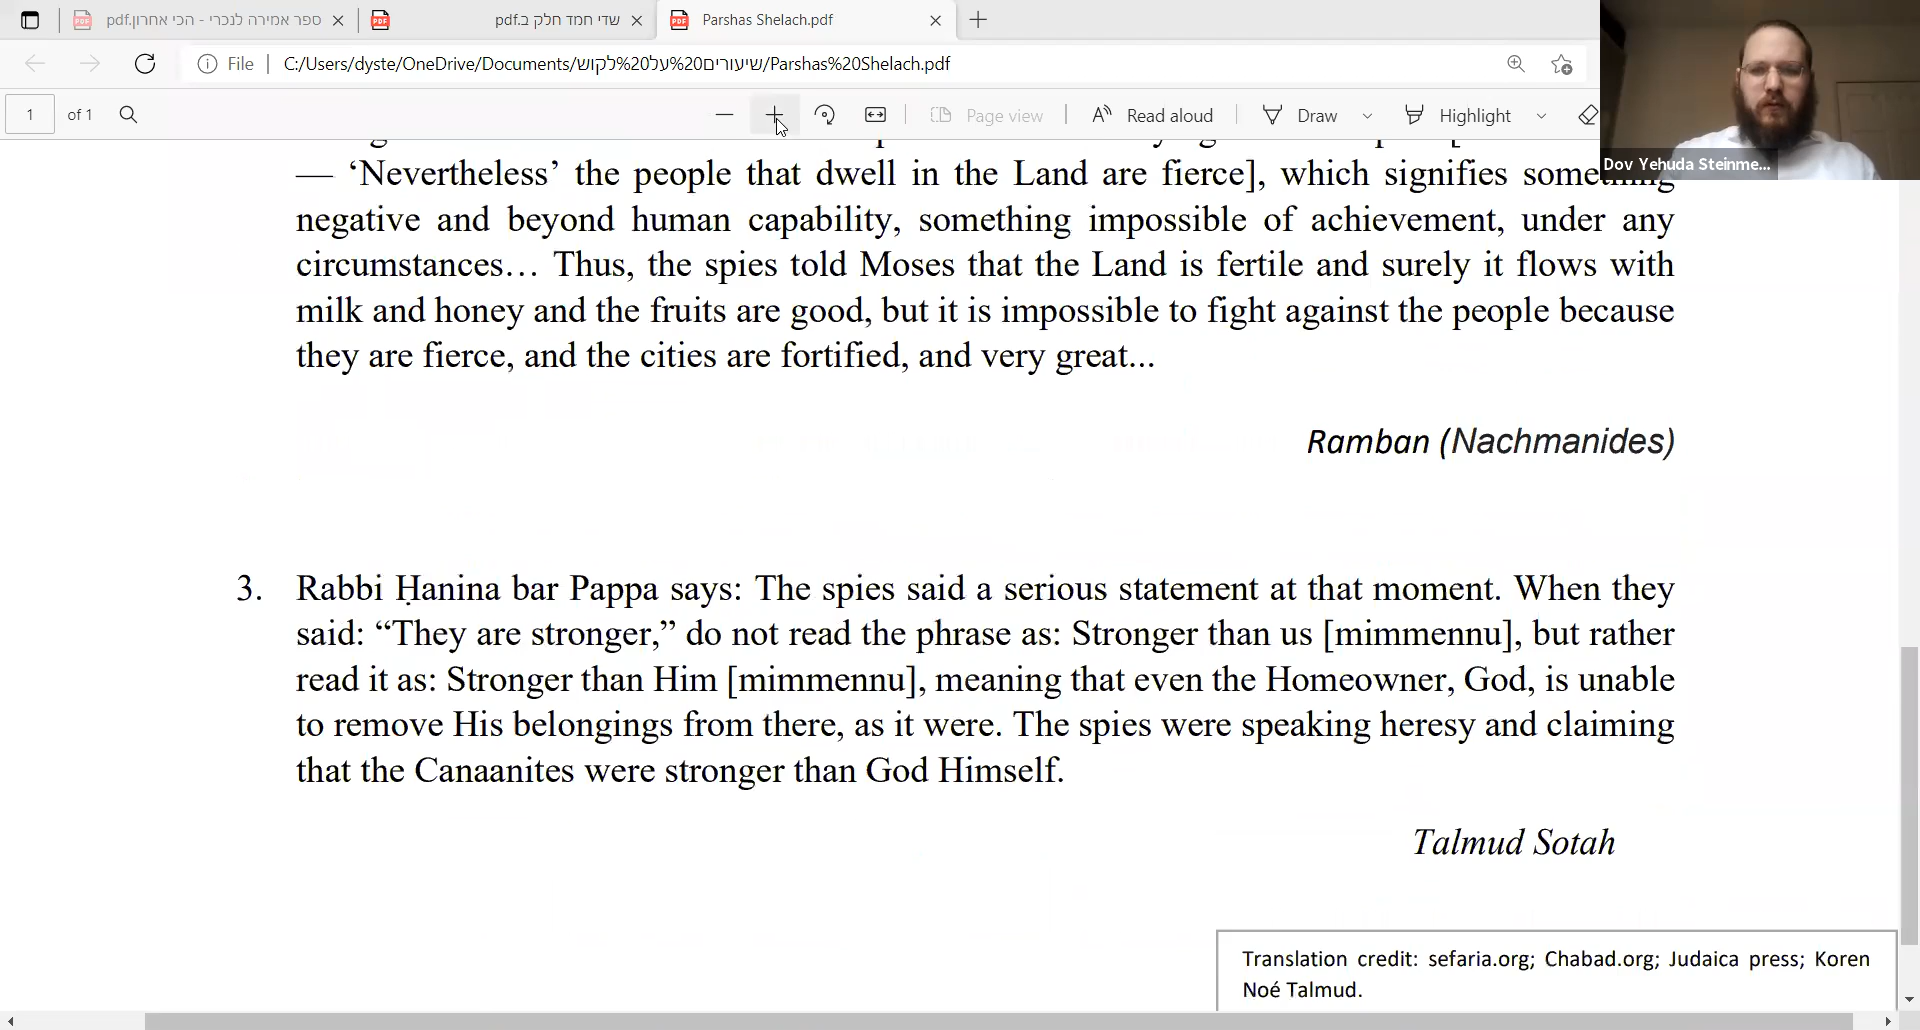 ספר אמירה לנכרי - הכי אחרון.pdf
שדי חמד חלק ב.pdf
Parshas Shelach.pdf
File
C:/Users/dyste/OneDrive/Documents/שיעורים%20על%20לקוש/Parshas%20Shelach.pdf
1 of 1
Page view
Read aloud
Draw
Highlight
Dov Yehuda Steinme...
— ‘Nevertheless’ the people that dwell in the Land are fierce], which signifies something
negative and beyond human capability, something impossible of achievement, under any
circumstances… Thus, the spies told Moses that the Land is fertile and surely it flows with
milk and honey and the fruits are good, but it is impossible to fight against the people because
they are fierce, and the cities are fortified, and very great...
Ramban (Nachmanides)
3. Rabbi Ḥanina bar Pappa says: The spies said a serious statement at that moment. When they
said: “They are stronger,” do not read the phrase as: Stronger than us [mimmennu], but rather
read it as: Stronger than Him [mimmennu], meaning that even the Homeowner, God, is unable
to remove His belongings from there, as it were. The spies were speaking heresy and claiming
that the Canaanites were stronger than God Himself.
Talmud Sotah
Translation credit: sefaria.org; Chabad.org; Judaica press; Koren
Noé Talmud.